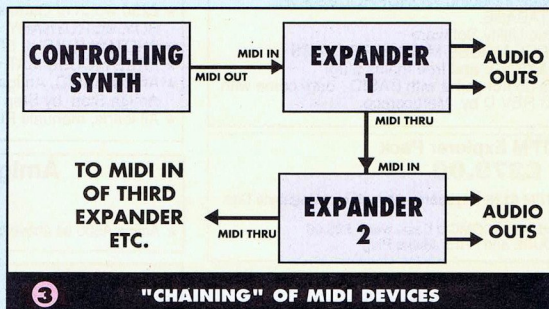 CONTROLLING
SYNTH
MIDI OUT
MIDI IN
EXPANDER
1
AUDIO
OUTS
MIDI THRU
MIDI IN
EXPANDER
2
AUDIO
OUTS
MIDI THRU
TO MIDI IN
OF THIRD
EXPANDER
ETC.
3
"CHAINING" OF MIDI DEVICES